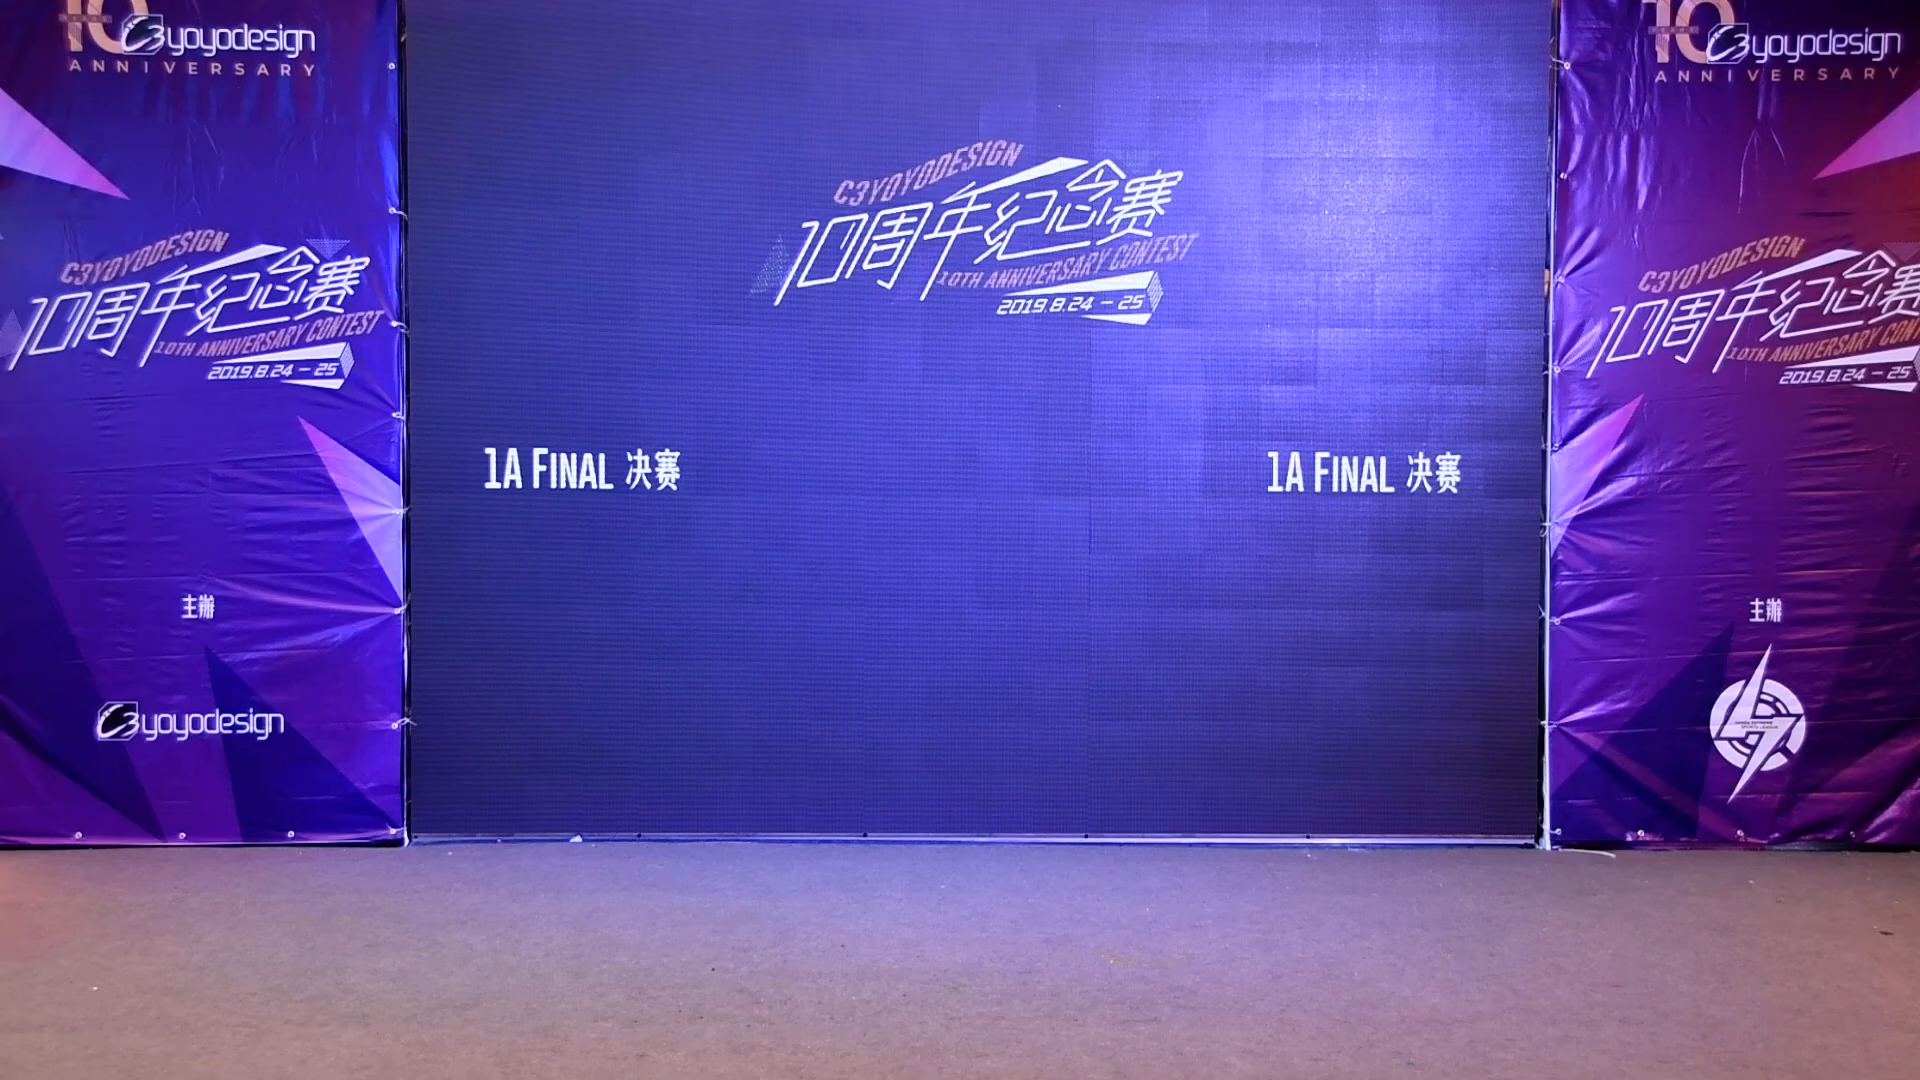 10 C3yoyodesign
ANNIVERSARY
C3YOYODESIGN
10周年纪念赛
10TH ANNIVERSARY CONTEST
2019.8.24-25
主辦
C3yoyodesign
C3YOYODESIGN
10周年纪念赛
10TH ANNIVERSARY CONTEST
2019.8.24-25
1A FINAL 决赛
1A FINAL 决赛
10 C3yoyodesign
ANNIVERSARY
C3YOYODESIGN
10周年纪念赛
10TH ANNIVERSARY CON
2019.8.24-25
主辦